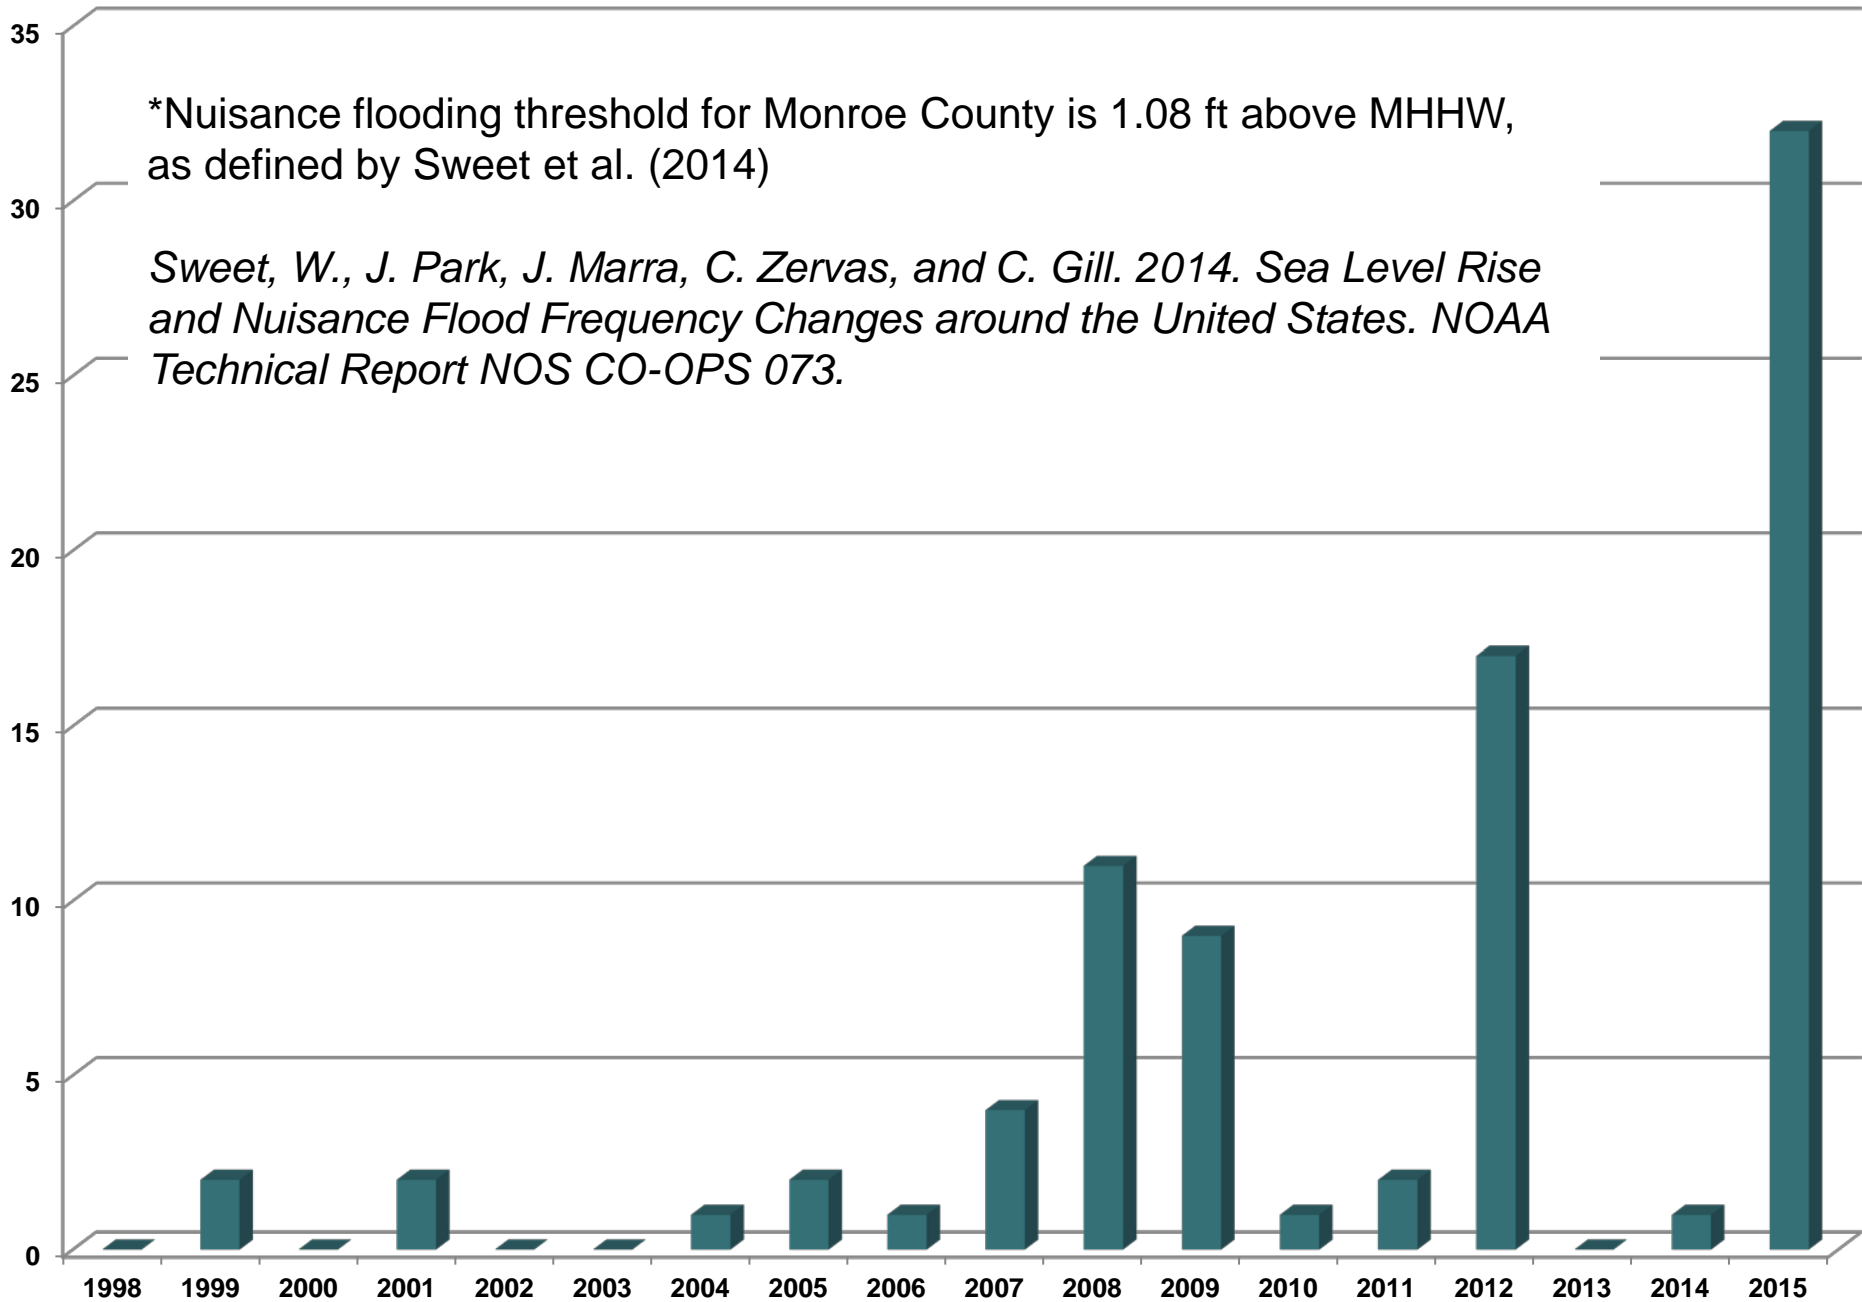 35
*Nuisance flooding threshold for Monroe County is 1.08 ft above MHHW,
as defined by Sweet et al. (2014)
30
Sweet, W., J. Park, J. Marra, C. Zervas, and C. Gill. 2014. Sea Level Rise
and Nuisance Flood Frequency Changes around the United States. NOAA
Technical Report NOS CO-OPS 073.
25
20
15
10
5
0
1998 1999 2000 2001 2002 2003 2004 2005 2006 2007 2008 2009 2010 2011 2012 2013 2014 2015